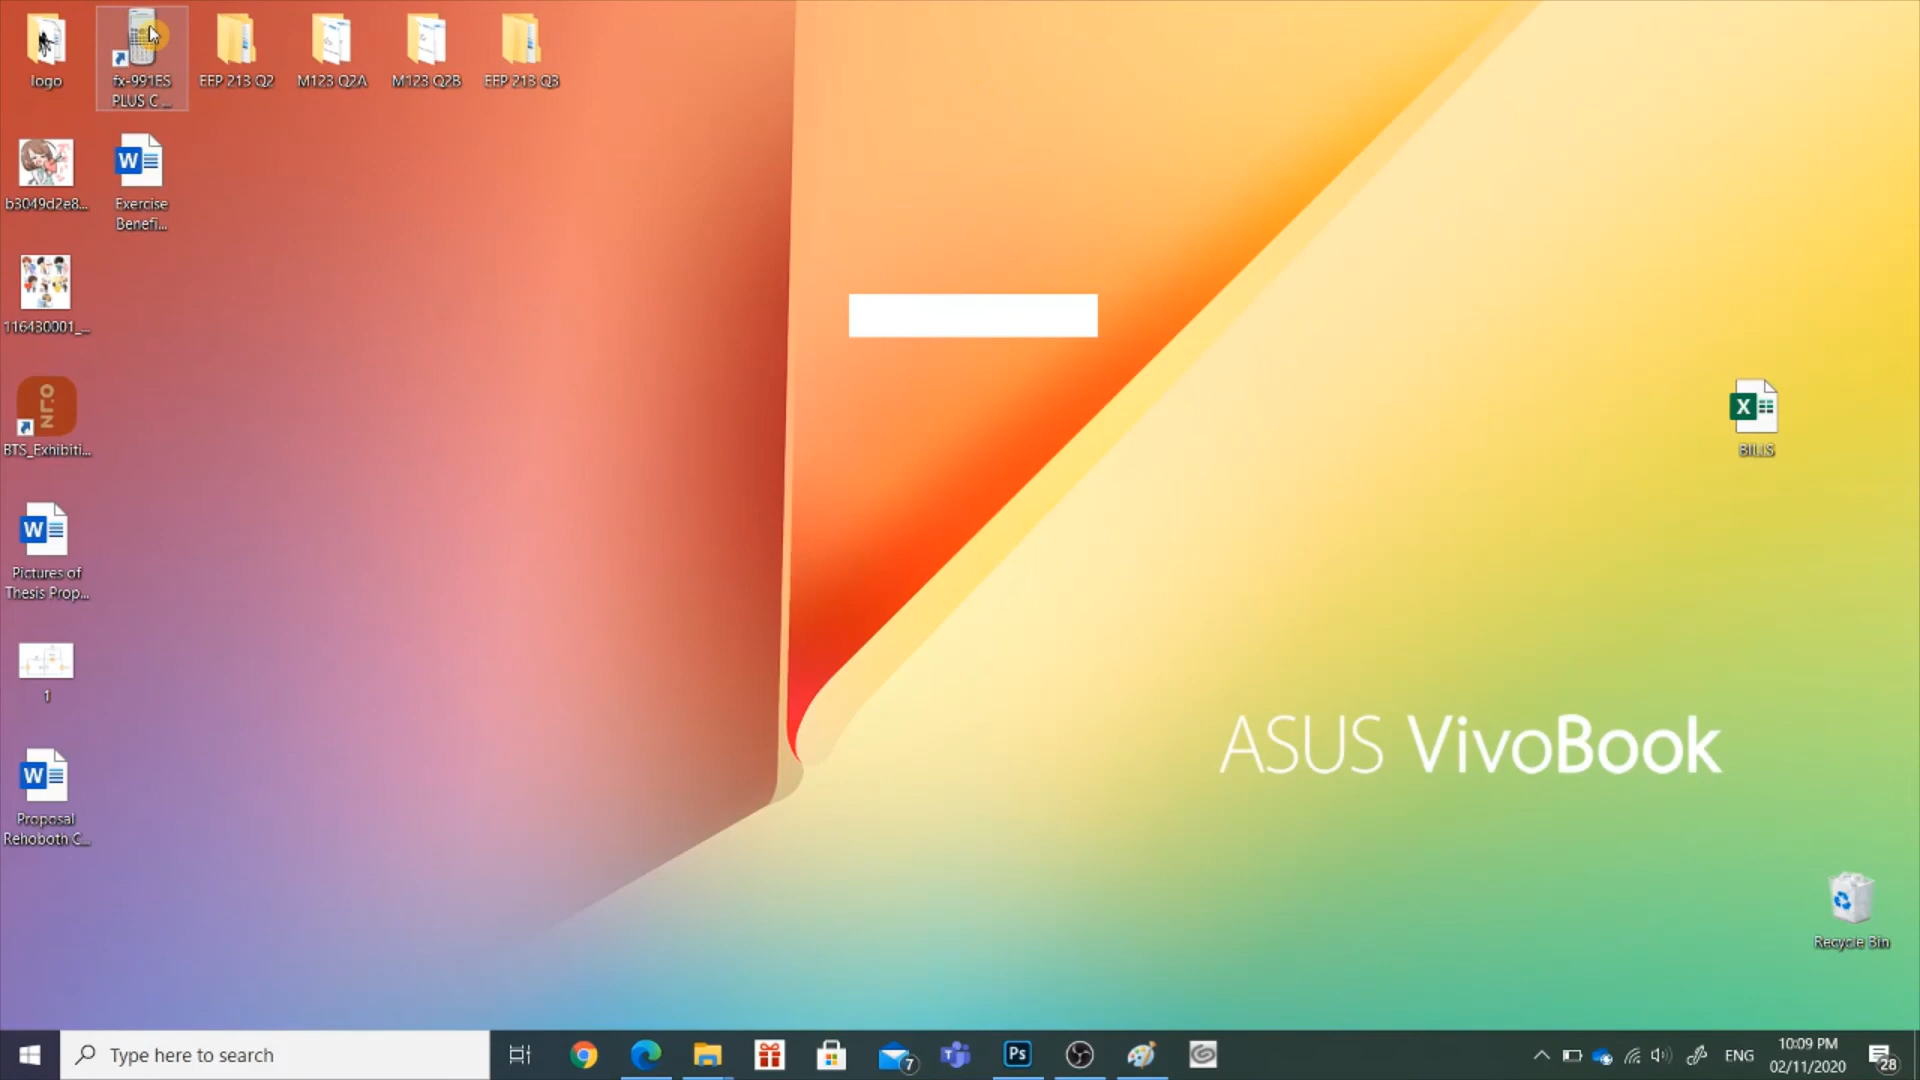 logo
fx-991ES
PLUS C ...
EEP 213 Q2
M123 Q2A
M123 Q2B
EEP 213 Q3
b3049d2e8...
Exercise
Benefi...
116430001_...
BTS_Exhibiti...
Pictures of
Thesis Prop...
1
Proposal
Rehoboth C...
BILLS
ASUS VivoBook
Recycle Bin
Type here to search
7
Ps
ENG
10:09 PM
02/11/2020
28